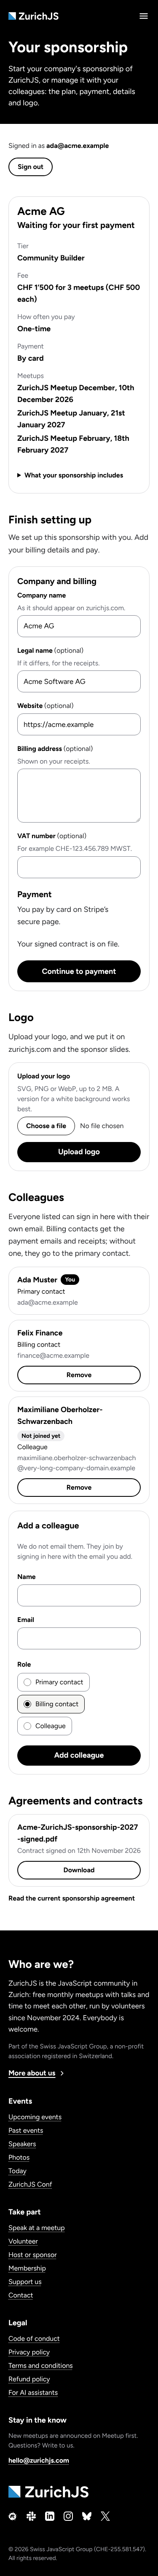 ZurichJS
Your sponsorship
Start your company's sponsorship of
ZurichJS, or manage it with your
colleagues: the plan, payment, details
and logo.
Signed in as ada@acme.example
Sign out
Acme AG
Waiting for your first payment
Tier
Community Builder
Fee
CHF 1'500 for 3 meetups (CHF 500
each)
How often you pay
One-time
Payment
By card
Meetups
ZurichJS Meetup December, 10th
December 2026
ZurichJS Meetup January, 21st
January 2027
ZurichJS Meetup February, 18th
February 2027
What your sponsorship includes
Finish setting up
We set up this sponsorship with you. Add
your billing details and pay.
Company and billing
Company name
As it should appear on zurichjs.com.
Acme AG
Legal name (optional)
If it differs, for the receipts.
Acme Software AG
Website (optional)
https://acme.example
Billing address (optional)
Shown on your receipts.
VAT number (optional)
For example CHE-123.456.789 MWST.
Payment
You pay by card on Stripe's
secure page.
Your signed contract is on file.
Continue to payment
Logo
Upload your logo, and we put it on
zurichjs.com and the sponsor slides.
Upload your logo
SVG, PNG or WebP, up to 2 MB. A
version for a white background works
best.
Choose a file No file chosen
Upload logo
Colleagues
Everyone listed can sign in here with their
own email. Billing contacts get the
payment emails and receipts; without
one, they go to the primary contact.
Ada Muster You
Primary contact
ada@acme.example
Felix Finance
Billing contact
finance@acme.example
Remove
Maximiliane Oberholzer-
Schwarzenbach
Not joined yet
Colleague
maximiliane.oberholzer-schwarzenbach
@very-long-company-domain.example
Remove
Add a colleague
We do not email them. They join by
signing in here with the email you add.
Name
Email
Role
Primary contact
Billing contact
Colleague
Add colleague
Agreements and contracts
Acme-ZurichJS-sponsorship-2027
-signed.pdf
Contract signed on 12th November 2026
Download
Read the current sponsorship agreement
Who are we?
ZurichJS is the JavaScript community in
Zurich: free monthly meetups with talks and
time to meet each other, run by volunteers
since November 2024. Everybody is
welcome.
Part of the Swiss JavaScript Group, a non-profit
association registered in Switzerland.
More about us
Events
Upcoming events
Past events
Speakers
Photos
Today
ZurichJS Conf
Take part
Speak at a meetup
Volunteer
Host or sponsor
Membership
Support us
Contact
Legal
Code of conduct
Privacy policy
Terms and conditions
Refund policy
For AI assistants
Stay in the know
New meetups are announced on Meetup first.
Questions? Write to us.
hello@zurichjs.com
ZurichJS
© 2026 Swiss JavaScript Group (CHE-255.581.547).
All rights reserved.